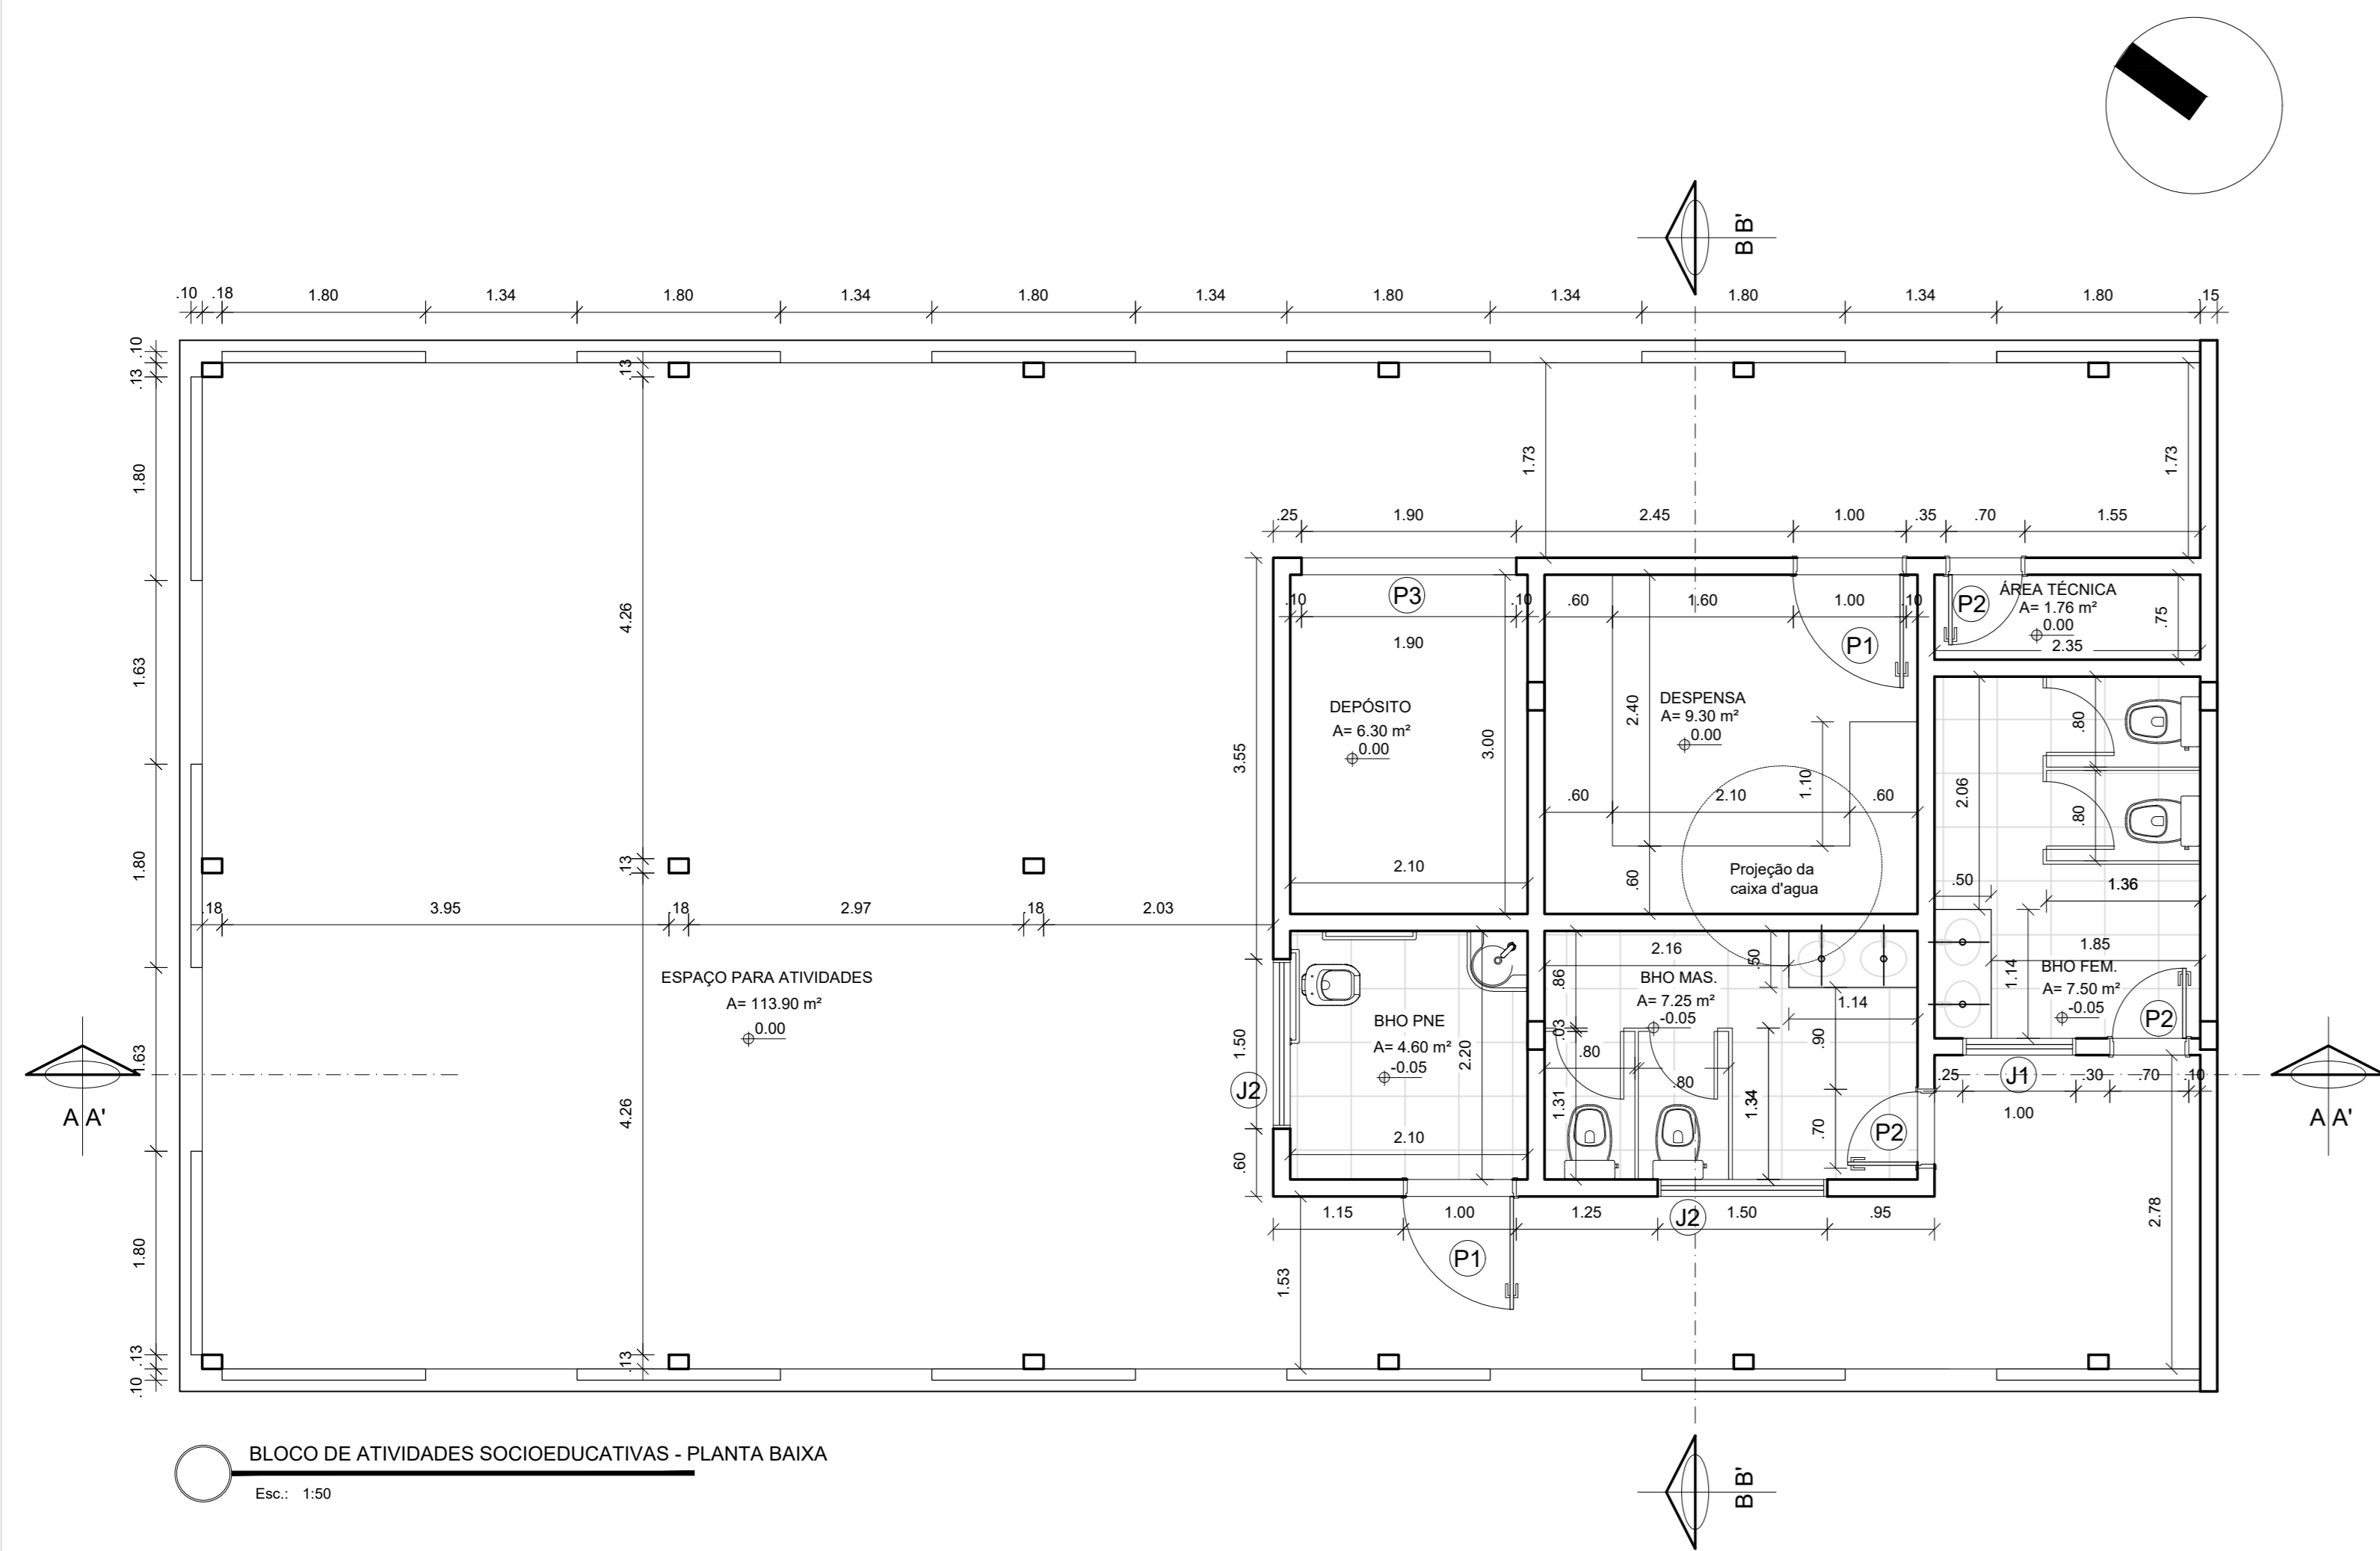 B B'
.10 .18 1.80 1.34 1.80 1.34 1.80 1.34 1.80 1.34 1.80 1.34 1.80 .15
.10
.13
1.80
1.63
1.80
1.63
1.80
.13
.10
.13
4.26
.13
4.26
.13
1.73
1.73
.25 1.90 2.45 1.00 .35 .70 1.55
.10 P3 .10 .60 1.60 1.00 .10
1.90
P1
P2
ÁREA TÉCNICA
A= 1.76 m²
0.00
2.35
.75
DEPÓSITO
A= 6.30 m²
0.00
3.00
2.10
3.55
DESPENSA
A= 9.30 m²
0.00
2.40
1.10
.60 2.10 .60
.60
Projeção da
caixa d'agua
.80
.80
2.06
.50
1.36
1.85
1.14
BHO FEM.
A= 7.50 m²
-0.05
P2
.18 3.95 .18 2.97 .18 2.03
ESPAÇO PARA ATIVIDADES
A= 113.90 m²
0.00
BHO PNE
A= 4.60 m²
-0.05
2.20
2.10
1.50
J2
.60
2.16
.50
.86
BHO MAS.
A= 7.25 m²
-0.05
1.14
.03
.80
.80
.90
1.31
1.34
.70
P2
.25 J1 .30 .70 .10
1.00
2.78
1.15 1.00 1.25 J2 1.50 .95
P1
1.53
A A'
A A'
BLOCO DE ATIVIDADES SOCIOEDUCATIVAS - PLANTA BAIXA
Esc.: 1:50
B B'